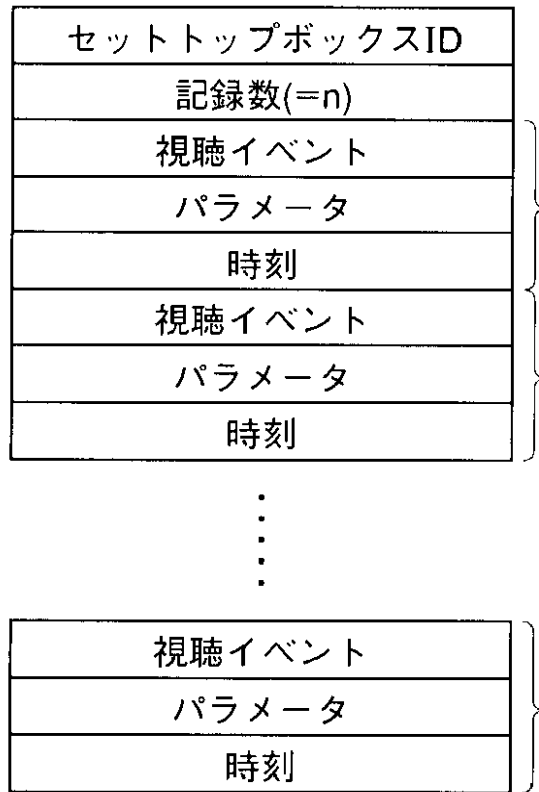 セットトップボックスID
記録数(=n)
視聴イベント
パラメータ
時刻
視聴イベント
パラメータ
時刻
視聴イベント
パラメータ
時刻